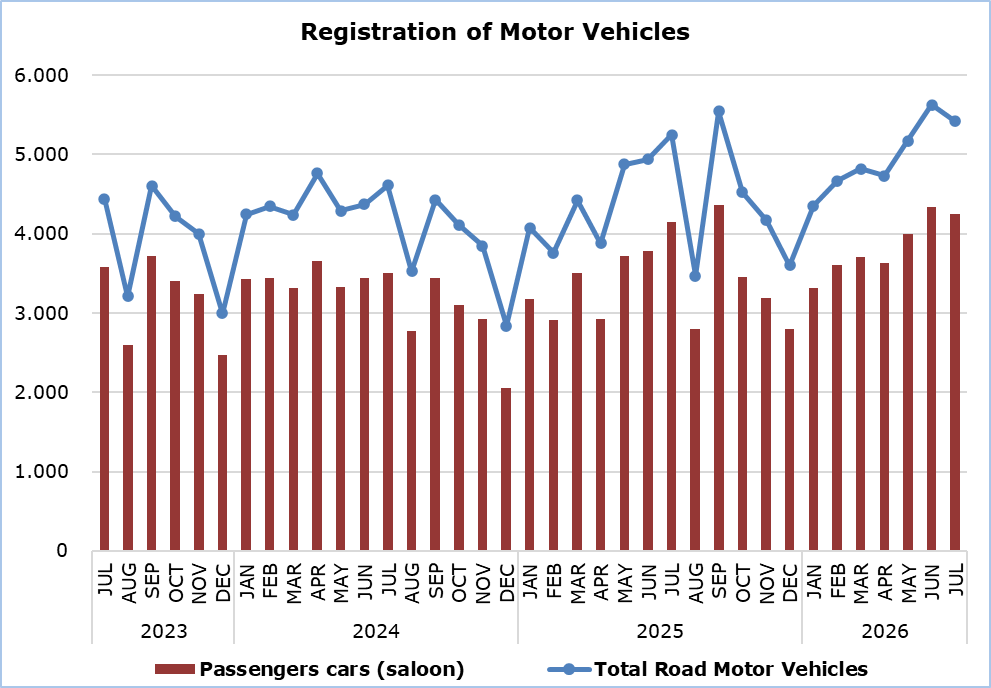 Registration of Motor Vehicles
6.000
5.000
4.000
3.000
2.000
1.000
0
JUL AUG SEP OCT NOV DEC JAN FEB MAR APR MAY JUN JUL AUG SEP OCT NOV DEC JAN FEB MAR APR MAY JUN JUL AUG SEP OCT NOV DEC JAN FEB MAR APR MAY JUN JUL
2023 2024 2025 2026
Passengers cars (saloon) Total Road Motor Vehicles